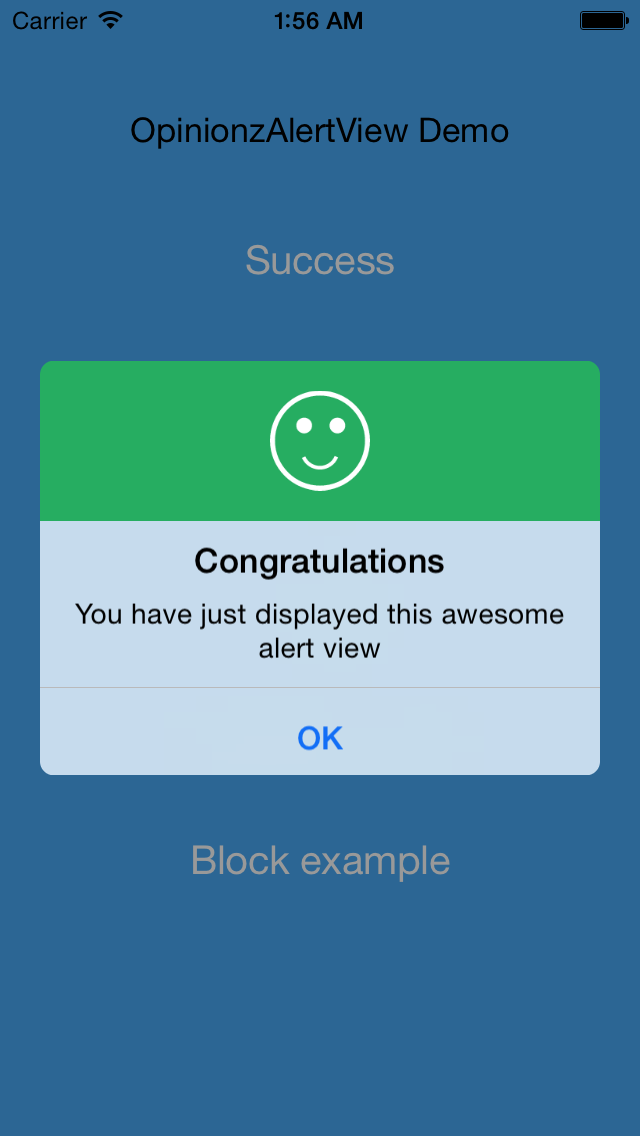 Carrier 1:56 AM
OpinionzAlertView Demo
Success
Congratulations
You have just displayed this awesome
alert view
OK
Block example